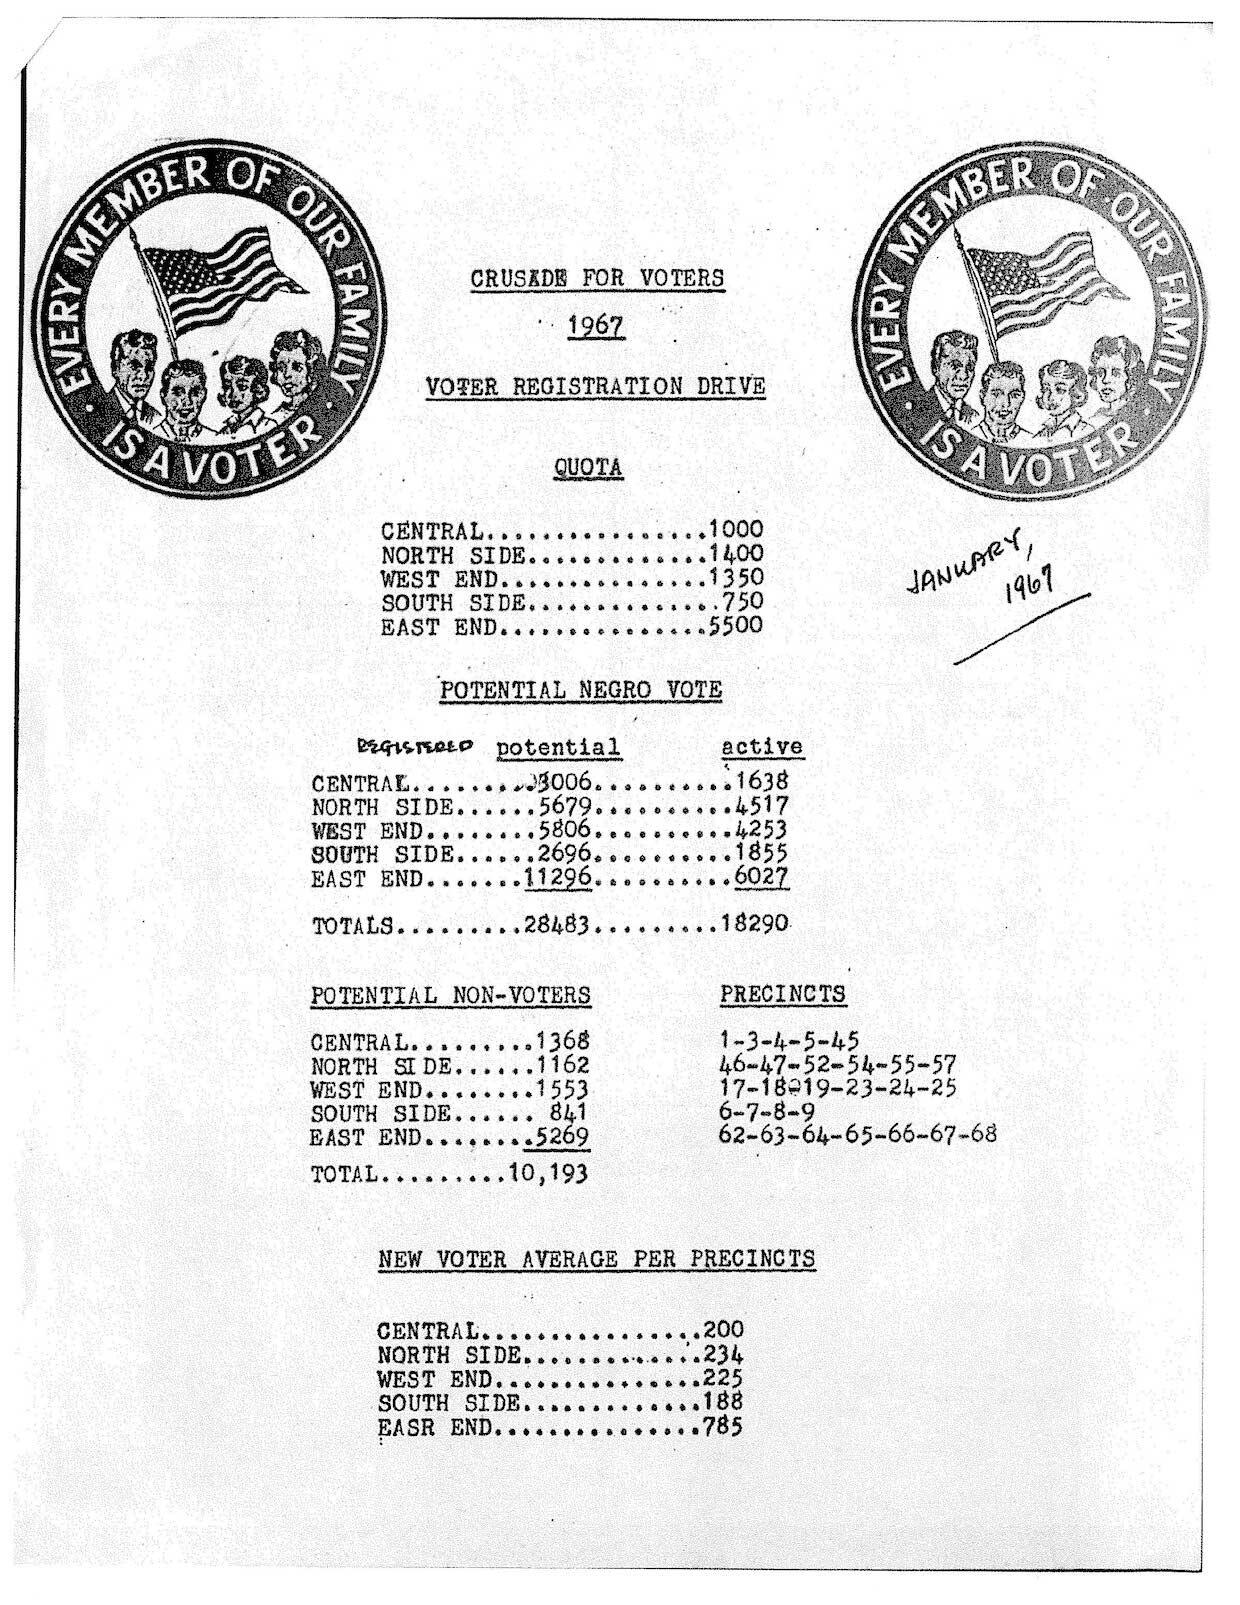 EVERY MEMBER OF OUR FAMILY
IS A VOTER
EVERY MEMBER OF OUR FAMILY
IS A VOTER
CRUSADE FOR VOTERS
1967
VOTER REGISTRATION DRIVE
QUOTA
CENTRAL................1000
NORTH SIDE.............1400
WEST END...............1350
SOUTH SIDE..............750
EAST END...............5500
JANUARY,
1967
POTENTIAL NEGRO VOTE
REGISTERED potential active
CENTRAL.........3006..........1638
NORTH SIDE......5679..........4517
WEST END........5806..........4253
SOUTH SIDE......2696..........1855
EAST END.......11296..........6027
TOTALS.........28483.........18290
POTENTIAL NON-VOTERS PRECINCTS
CENTRAL.........1368 1-3-4-5-45
NORTH SIDE......1162 46-47-52-54-55-57
WEST END........1553 17-18-19-23-24-25
SOUTH SIDE...... 841 6-7-8-9
EAST END........5269 62-63-64-65-66-67-68
TOTAL.........10,193
NEW VOTER AVERAGE PER PRECINCTS
CENTRAL................200
NORTH SIDE.............234
WEST END...............225
SOUTH SIDE.............188
EASR END...............785